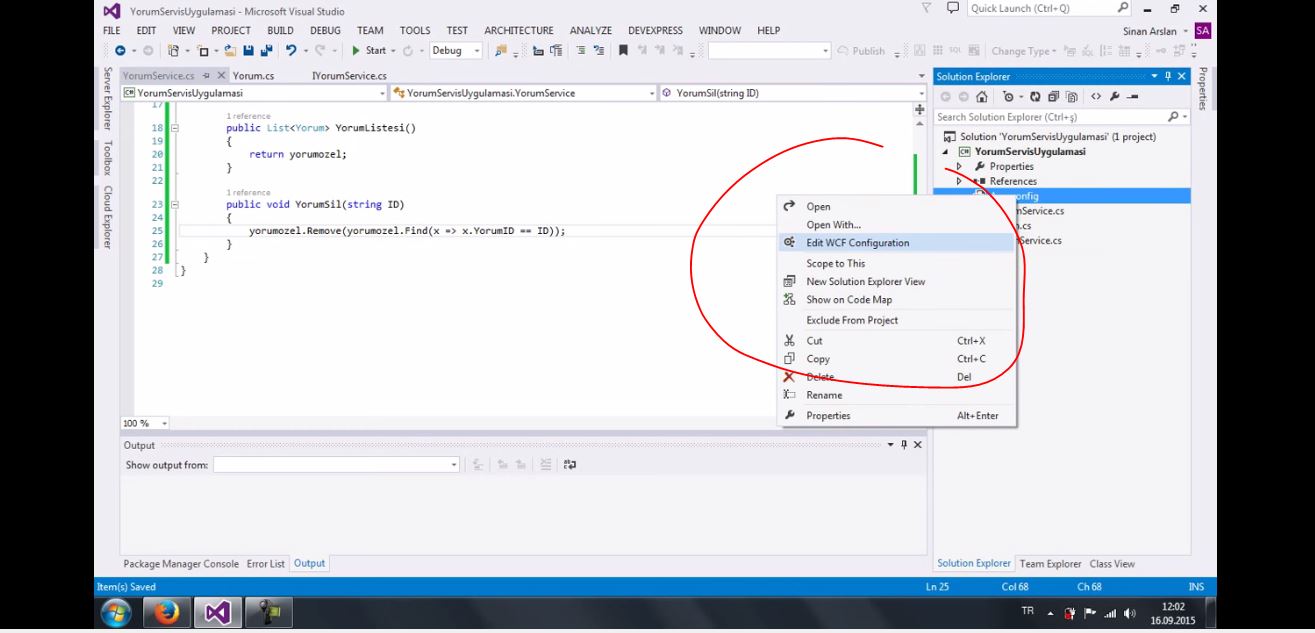 YorumServisUygulamasi - Microsoft Visual Studio
Quick Launch (Ctrl+Q)
FILE EDIT VIEW PROJECT BUILD DEBUG TEAM TOOLS TEST ARCHITECTURE ANALYZE DEVEXPRESS WINDOW HELP
Sinan Arslan SA
Start Debug Publish SQL Change Type
Server Explorer
Toolbox
Cloud Explorer
YorumService.cs Yorum.cs IYorumService.cs
YorumServisUygulamasi YorumServisUygulamasi.YorumService YorumSil(string ID)
17
1 reference
18 public List<Yorum> YorumListesi()
19 {
20 return yorumozel;
21 }
22
1 reference
23 public void YorumSil(string ID)
24 {
25 yorumozel.Remove(yorumozel.Find(x => x.YorumID == ID));
26 }
27 }
28 }
29
100 %
Solution Explorer
Search Solution Explorer (Ctrl+ş)
Solution 'YorumServisUygulamasi' (1 project)
YorumServisUygulamasi
Properties
References
Service.cs
.cs
Service.cs
Properties
Open
Open With...
Edit WCF Configuration
Scope to This
New Solution Explorer View
Show on Code Map
Exclude From Project
Cut Ctrl+X
Copy Ctrl+C
Delete Del
Rename
Properties Alt+Enter
Output
Show output from:
Package Manager Console Error List Output
Solution Explorer Team Explorer Class View
Item(s) Saved Ln 25 Col 68 Ch 68 INS
TR 12:02
16.09.2015